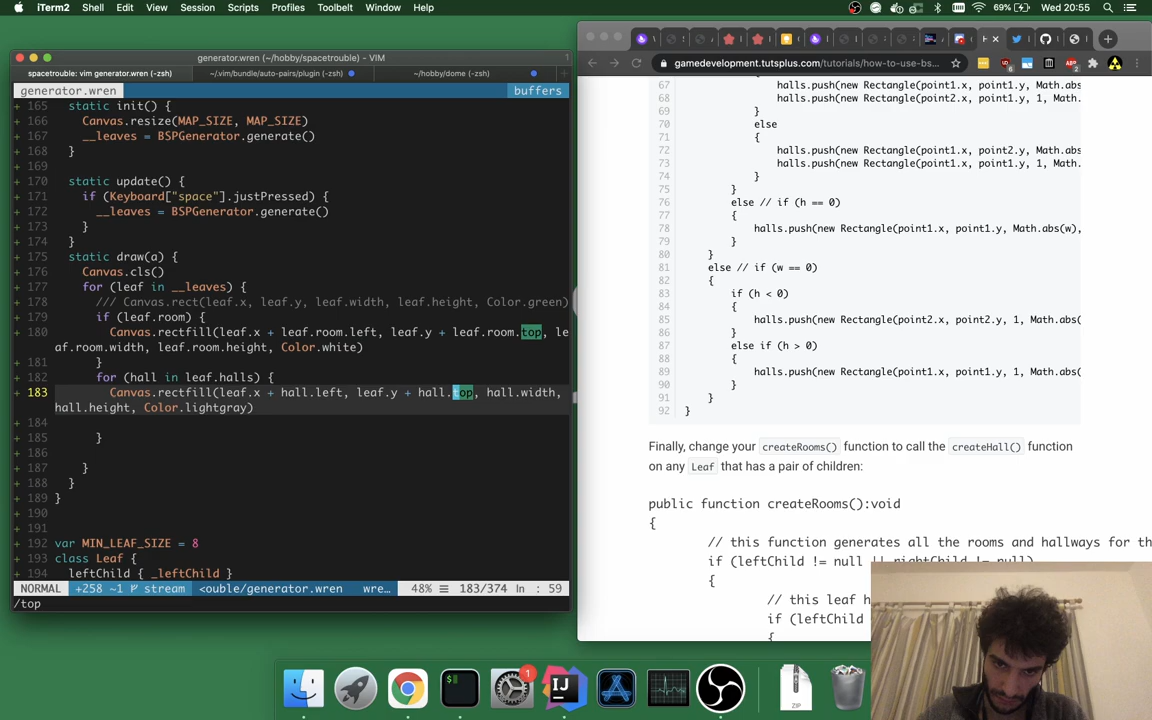 iTerm2 Shell Edit View Session Scripts Profiles Toolbelt Window Help
69% Wed 20:55
generator.wren (~/hobby/spacetrouble) - VIM
spacetrouble: vim generator.wren (-zsh) ~/.vim/bundle/auto-pairs/plugin (-zsh) ~/hobby/dome (-zsh)
generator.wren buffers
+ 165 static init() {
+ 166 Canvas.resize(MAP_SIZE, MAP_SIZE)
+ 167 __leaves = BSPGenerator.generate()
+ 168 }
+ 169
+ 170 static update() {
+ 171 if (Keyboard["space"].justPressed) {
+ 172 __leaves = BSPGenerator.generate()
+ 173 }
+ 174 }
+ 175 static draw(a) {
+ 176 Canvas.cls()
+ 177 for (leaf in __leaves) {
+ 178 /// Canvas.rect(leaf.x, leaf.y, leaf.width, leaf.height, Color.green)
+ 179 if (leaf.room) {
+ 180 Canvas.rectfill(leaf.x + leaf.room.left, leaf.y + leaf.room.top, le
af.room.width, leaf.room.height, Color.white)
+ 181 }
+ 182 for (hall in leaf.halls) {
+ 183 Canvas.rectfill(leaf.x + hall.left, leaf.y + hall.top, hall.width,
hall.height, Color.lightgray)
+ 184
+ 185 }
+ 186
+ 187 }
+ 188 }
+ 189 }
+ 190
+ 191
+ 192 var MIN_LEAF_SIZE = 8
+ 193 class Leaf {
+ 194 leftChild { _leftChild }
NORMAL +258 ~1 stream <ouble/generator.wren wre… 48% 183/374 ln : 59
/top
gamedevelopment.tutsplus.com/tutorials/how-to-use-bs…
67 halls.push(new Rectangle(point1.x, point1.y, Math.abs
68 halls.push(new Rectangle(point2.x, point2.y, 1, Math.
69 }
70 else
71 {
72 halls.push(new Rectangle(point1.x, point2.y, Math.abs
73 halls.push(new Rectangle(point1.x, point1.y, 1, Math.
74 }
75 }
76 else // if (h == 0)
77 {
78 halls.push(new Rectangle(point1.x, point1.y, Math.abs(w),
79 }
80 }
81 else // if (w == 0)
82 {
83 if (h < 0)
84 {
85 halls.push(new Rectangle(point2.x, point2.y, 1, Math.abs(
86 }
87 else if (h > 0)
88 {
89 halls.push(new Rectangle(point1.x, point1.y, 1, Math.abs(
90 }
91 }
92 }
Finally, change your createRooms() function to call the createHall() function
on any Leaf that has a pair of children:
public function createRooms():void
{
// this function generates all the rooms and hallways for th
if (leftChild != null || rightChild != null)
{
// this leaf h
if (leftChild
{
1
ZIP